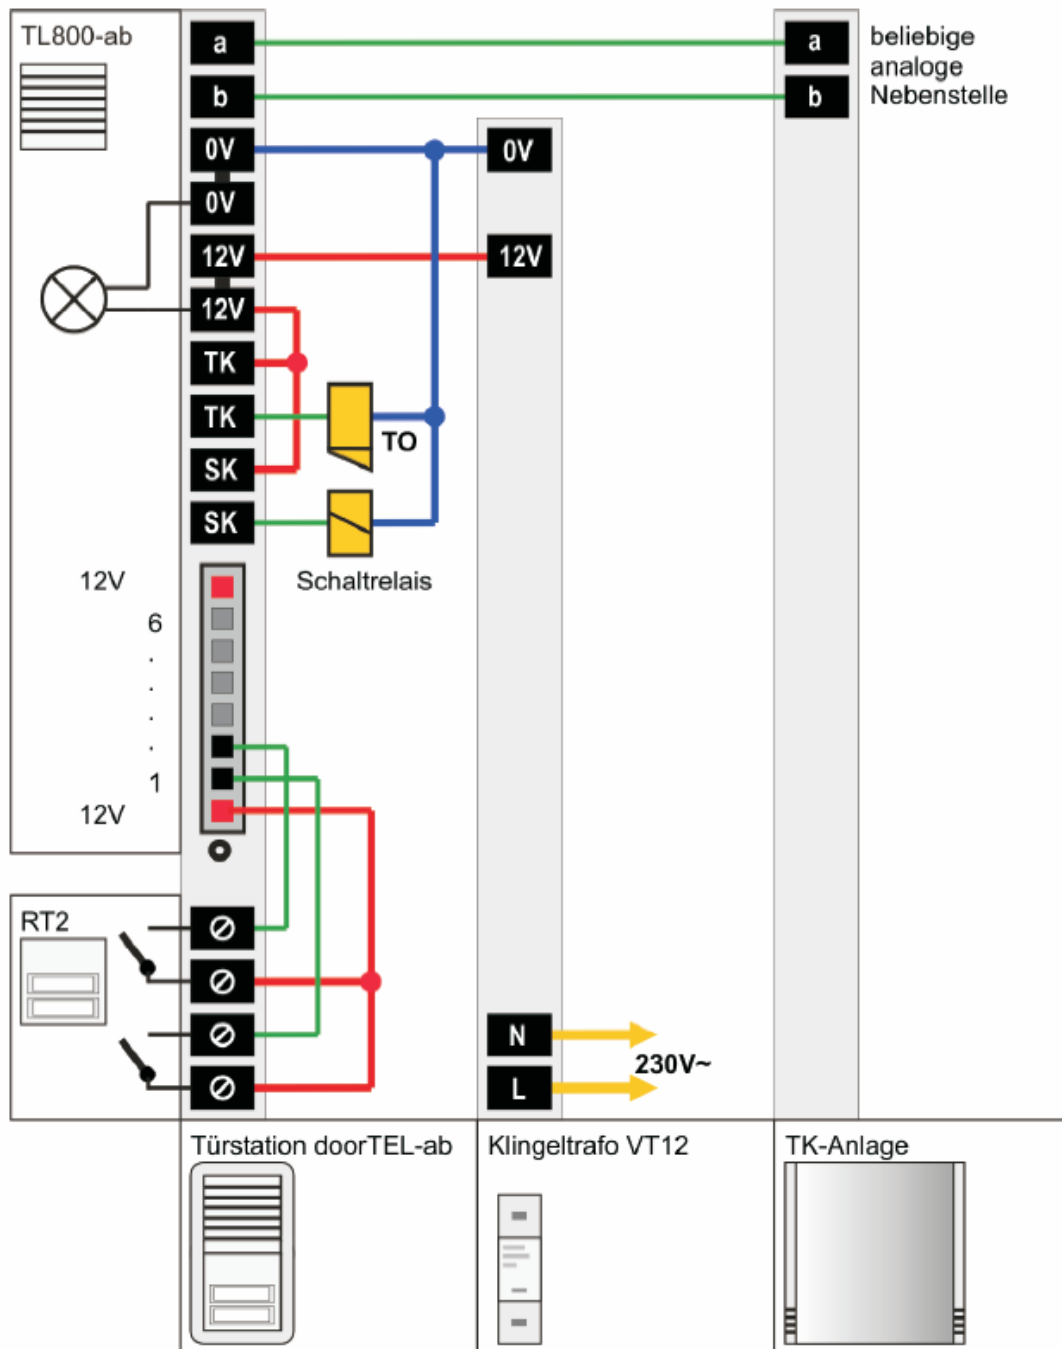 TL800-ab
a
a
beliebige
analoge
Nebenstelle
b
b
0V
0V
0V
12V
12V
12V
TK
TK
TO
SK
SK
Schaltrelais
12V
6
.
.
.
.
1
12V
RT2
N
L
230V~
Türstation doorTEL-ab
Klingeltrafo VT12
TK-Anlage